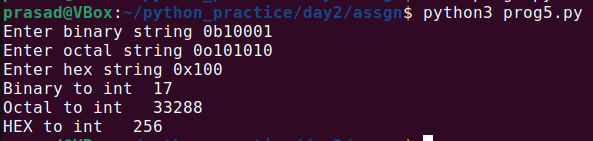 prasad@VBox:~/python_practice/day2/assgn$ python3 prog5.py
Enter binary string 0b10001
Enter octal string 0o101010
Enter hex string 0x100
Binary to int  17
Octal to int   33288
HEX to int   256